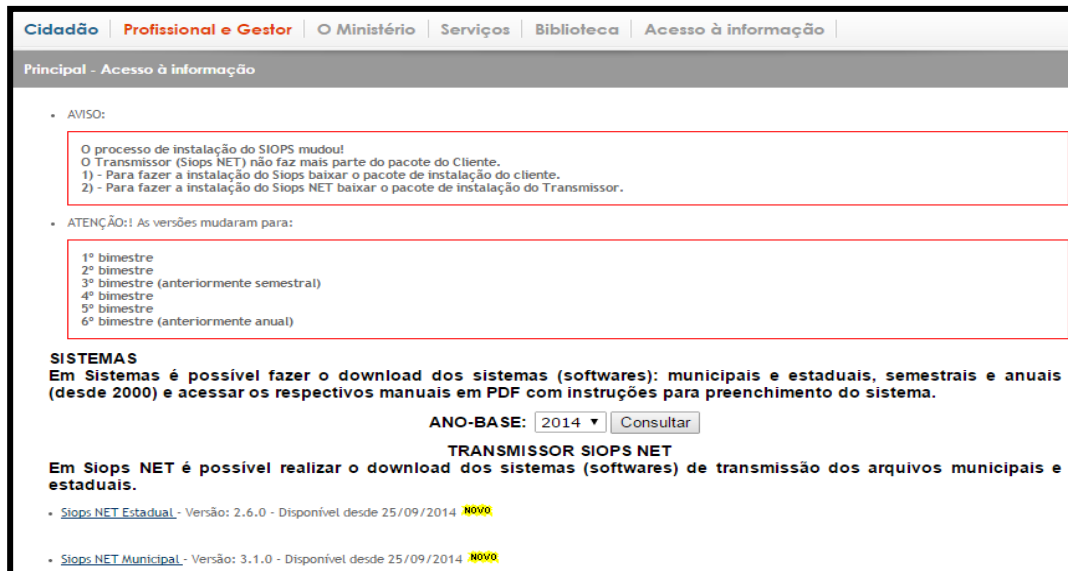 Cidadão Profissional e Gestor O Ministério Serviços Biblioteca Acesso à informação
Principal - Acesso à informação
• AVISO:
O processo de instalação do SIOPS mudou!
O Transmissor (Siops NET) não faz mais parte do pacote do Cliente.
1) - Para fazer a instalação do Siops baixar o pacote de instalação do cliente.
2) - Para fazer a instalação do Siops NET baixar o pacote de instalação do Transmissor.
• ATENÇÃO:! As versões mudaram para:
1º bimestre
2º bimestre
3º bimestre (anteriormente semestral)
4º bimestre
5º bimestre
6º bimestre (anteriormente anual)
SISTEMAS
Em Sistemas é possível fazer o download dos sistemas (softwares): municipais e estaduais, semestrais e anuais
(desde 2000) e acessar os respectivos manuais em PDF com instruções para preenchimento do sistema.
ANO-BASE: 2014 ▼ Consultar
TRANSMISSOR SIOPS NET
Em Siops NET é possível realizar o download dos sistemas (softwares) de transmissão dos arquivos municipais e
estaduais.
• Siops NET Estadual - Versão: 2.6.0 - Disponível desde 25/09/2014 NOVO
• Siops NET Municipal - Versão: 3.1.0 - Disponível desde 25/09/2014 NOVO